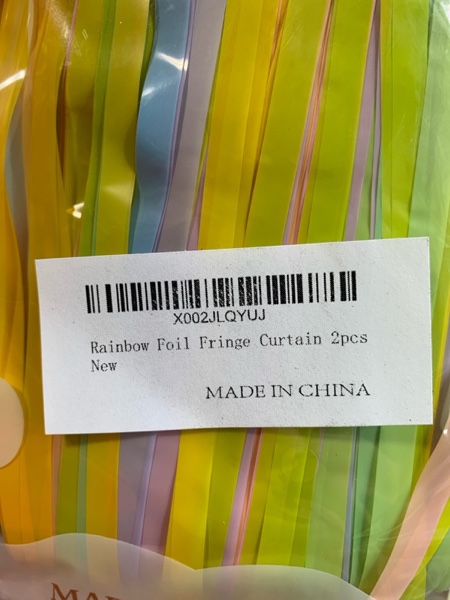 X002JLQYUJ
Rainbow Foil Fringe Curtain 2pcs
New
MADE IN CHINA